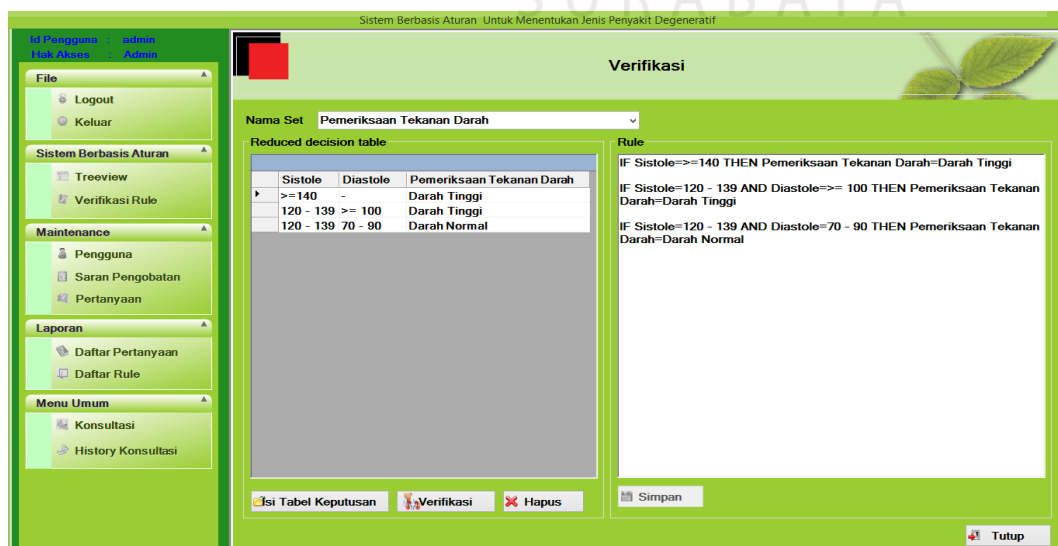 SURABAYA
Sistem Berbasis Aturan Untuk Menentukan Jenis Penyakit Degeneratif
Id Pengguna : admin
Hak Akses : Admin
File
Logout
Keluar
Sistem Berbasis Aturan
Treeview
Verifikasi Rule
Maintenance
Pengguna
Saran Pengobatan
Pertanyaan
Laporan
Daftar Pertanyaan
Daftar Rule
Menu Umum
Konsultasi
History Konsultasi
Verifikasi
Nama Set Pemeriksaan Tekanan Darah
Reduced decision table
Sistole Diastole Pemeriksaan Tekanan Darah
>=140 - Darah Tinggi
120 - 139 >= 100 Darah Tinggi
120 - 139 70 - 90 Darah Normal
Isi Tabel Keputusan Verifikasi Hapus
Rule
IF Sistole=>=140 THEN Pemeriksaan Tekanan Darah=Darah Tinggi
IF Sistole=120 - 139 AND Diastole=>= 100 THEN Pemeriksaan Tekanan
Darah=Darah Tinggi
IF Sistole=120 - 139 AND Diastole=70 - 90 THEN Pemeriksaan Tekanan
Darah=Darah Normal
Simpan
Tutup